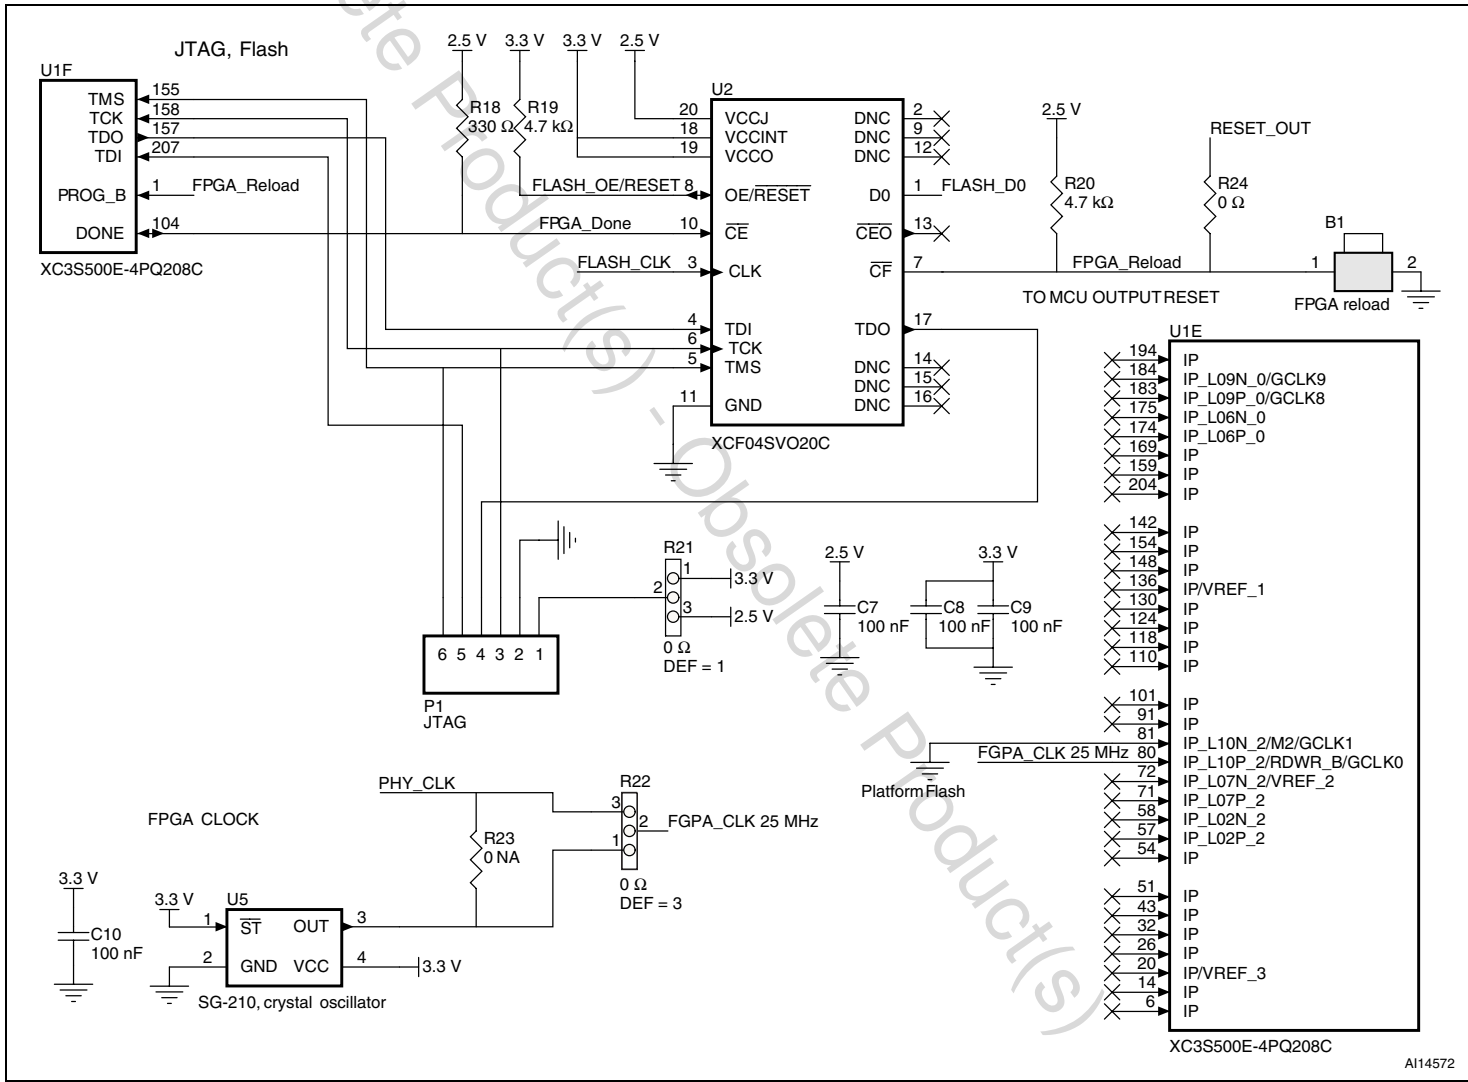 JTAG, Flash
2.5 V 3.3 V 3.3 V 2.5 V
U1F
TMS 155
TCK 158
TDO 157
TDI 207
PROG_B 1 FPGA_Reload
DONE 104
XC3S500E-4PQ208C
R18
330 Ω
R19
4.7 kΩ
FLASH_OE/RESET
FPGA_Done
FLASH_CLK
U2
20 VCCJ
18 VCCINT
19 VCCO
8 OE/RESET
10 CE
3 CLK
4 TDI
6 TCK
5 TMS
11 GND
DNC 2
DNC 9
DNC 12
D0 1 FLASH_D0
CEO 13
CF 7
TDO 17
DNC 14
DNC 15
DNC 16
XCF04SVO20C
2.5 V
R20
4.7 kΩ
RESET_OUT
R24
0 Ω
FPGA_Reload
TO MCU OUTPUT RESET
B1
1 2
FPGA reload
U1E
194 IP
184 IP_L09N_0/GCLK9
183 IP_L09P_0/GCLK8
175 IP_L06N_0
174 IP_L06P_0
169 IP
159 IP
204 IP
142 IP
154 IP
148 IP
136 IP/VREF_1
130 IP
124 IP
118 IP
110 IP
101 IP
91 IP
81 IP_L10N_2/M2/GCLK1
FGPA_CLK 25 MHz 80 IP_L10P_2/RDWR_B/GCLK0
72 IP_L07N_2/VREF_2
71 IP_L07P_2
58 IP_L02N_2
57 IP_L02P_2
54 IP
51 IP
43 IP
32 IP
26 IP
20 IP/VREF_3
14 IP
6 IP
XC3S500E-4PQ208C
Platform Flash
R21
1 3.3 V
2
3 2.5 V
0 Ω
DEF = 1
2.5 V
C7
100 nF
3.3 V
C8
100 nF
C9
100 nF
6 5 4 3 2 1
P1
JTAG
PHY_CLK
FPGA CLOCK
R23
0 NA
R22
3
2 FGPA_CLK 25 MHz
1
0 Ω
DEF = 3
3.3 V
C10
100 nF
3.3 V
U5
1 ST OUT 3
2 GND VCC 4 3.3 V
SG-210, crystal oscillator
AI14572
ete Product(s) - Obsolete Product(s)